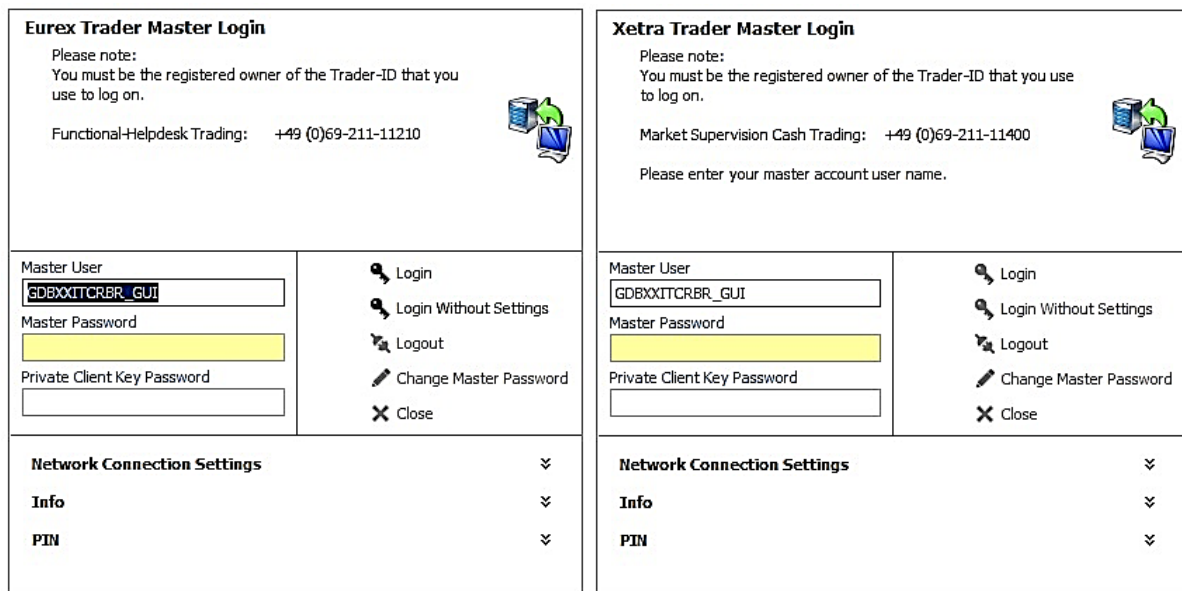 Eurex Trader Master Login
Please note:
You must be the registered owner of the Trader-ID that you
use to log on.
Functional-Helpdesk Trading: +49 (0)69-211-11210
Master User
GDBXXITCRBR_GUI
Master Password
Private Client Key Password
Login
Login Without Settings
Logout
Change Master Password
Close
Network Connection Settings
Info
PIN
Xetra Trader Master Login
Please note:
You must be the registered owner of the Trader-ID that you use
to log on.
Market Supervision Cash Trading: +49 (0)69-211-11400
Please enter your master account user name.
Master User
GDBXXITCRBR_GUI
Master Password
Private Client Key Password
Login
Login Without Settings
Logout
Change Master Password
Close
Network Connection Settings
Info
PIN